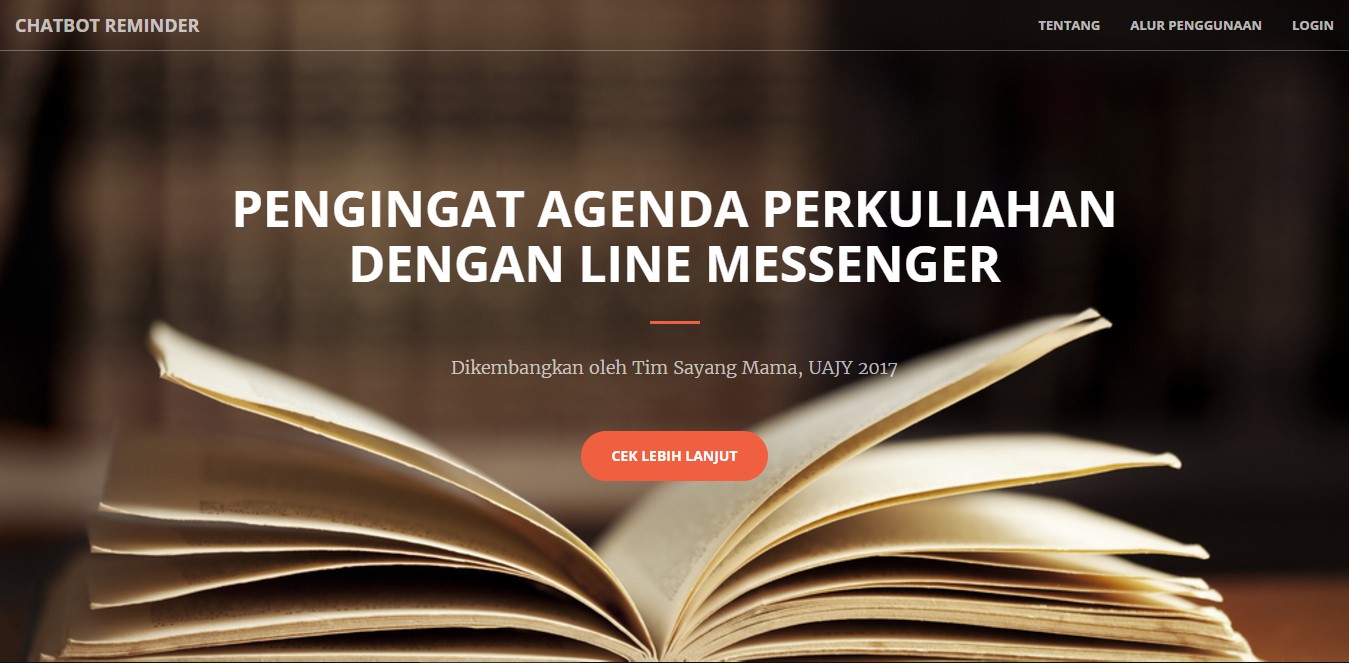 CHATBOT REMINDER
TENTANG
ALUR PENGGUNAAN
LOGIN
PENGINGAT AGENDA PERKULIAHAN
DENGAN LINE MESSENGER
Dikembangkan oleh Tim Sayang Mama, UAJY 2017
CEK LEBIH LANJUT